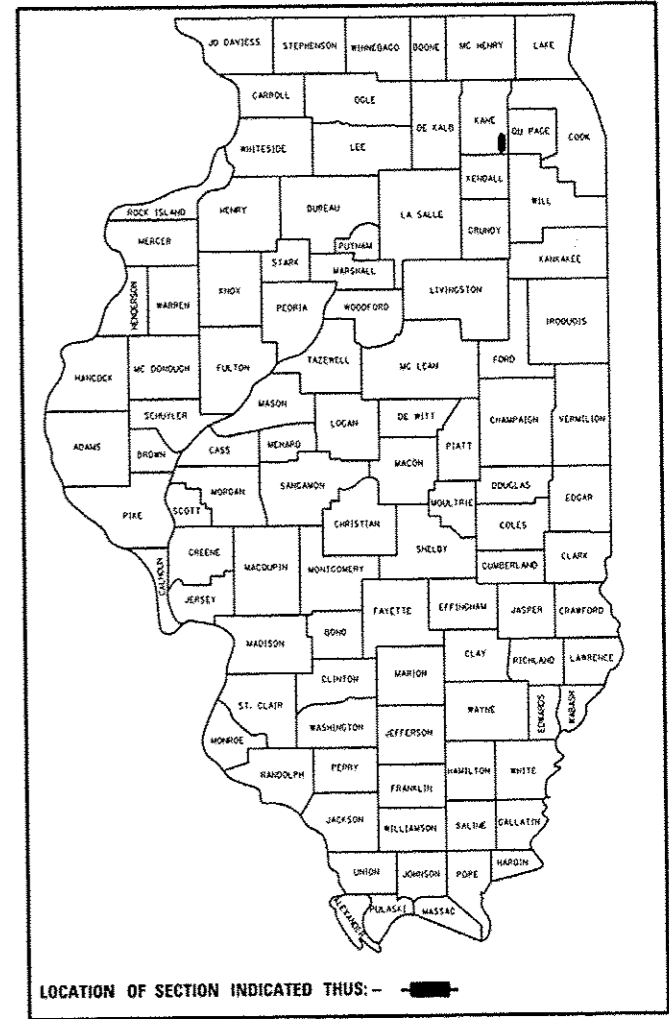 JO DAVIESS STEPHENSON WINNEBAGO BOONE MC HENRY LAKE
CARROLL OGLE DE KALB KANE DU PAGE COOK
WHITESIDE LEE
KENDALL WILL
ROCK ISLAND HENRY BUREAU LA SALLE GRUNDY
MERCER PUTNAM KANKAKEE
STARK MARSHALL
HENDERSON WARREN KNOX PEORIA WOODFORD LIVINGSTON IROQUOIS
HANCOCK MC DONOUGH FULTON TAZEWELL MC LEAN FORD
SCHUYLER MASON LOGAN DE WITT CHAMPAIGN VERMILION
ADAMS BROWN CASS MENARD MACON PIATT
PIKE SCOTT MORGAN SANGAMON CHRISTIAN MOULTRIE DOUGLAS EDGAR
COLES
CALHOUN GREENE MACOUPIN MONTGOMERY SHELBY CUMBERLAND CLARK
JERSEY FAYETTE EFFINGHAM JASPER CRAWFORD
MADISON BOND CLAY RICHLAND LAWRENCE
CLINTON MARION
ST. CLAIR WAYNE EDWARDS WABASH
WASHINGTON JEFFERSON
MONROE
RANDOLPH PERRY HAMILTON WHITE
FRANKLIN
JACKSON WILLIAMSON SALINE GALLATIN
UNION JOHNSON POPE HARDIN
ALEXANDER PULASKI MASSAC
LOCATION OF SECTION INDICATED THUS: -